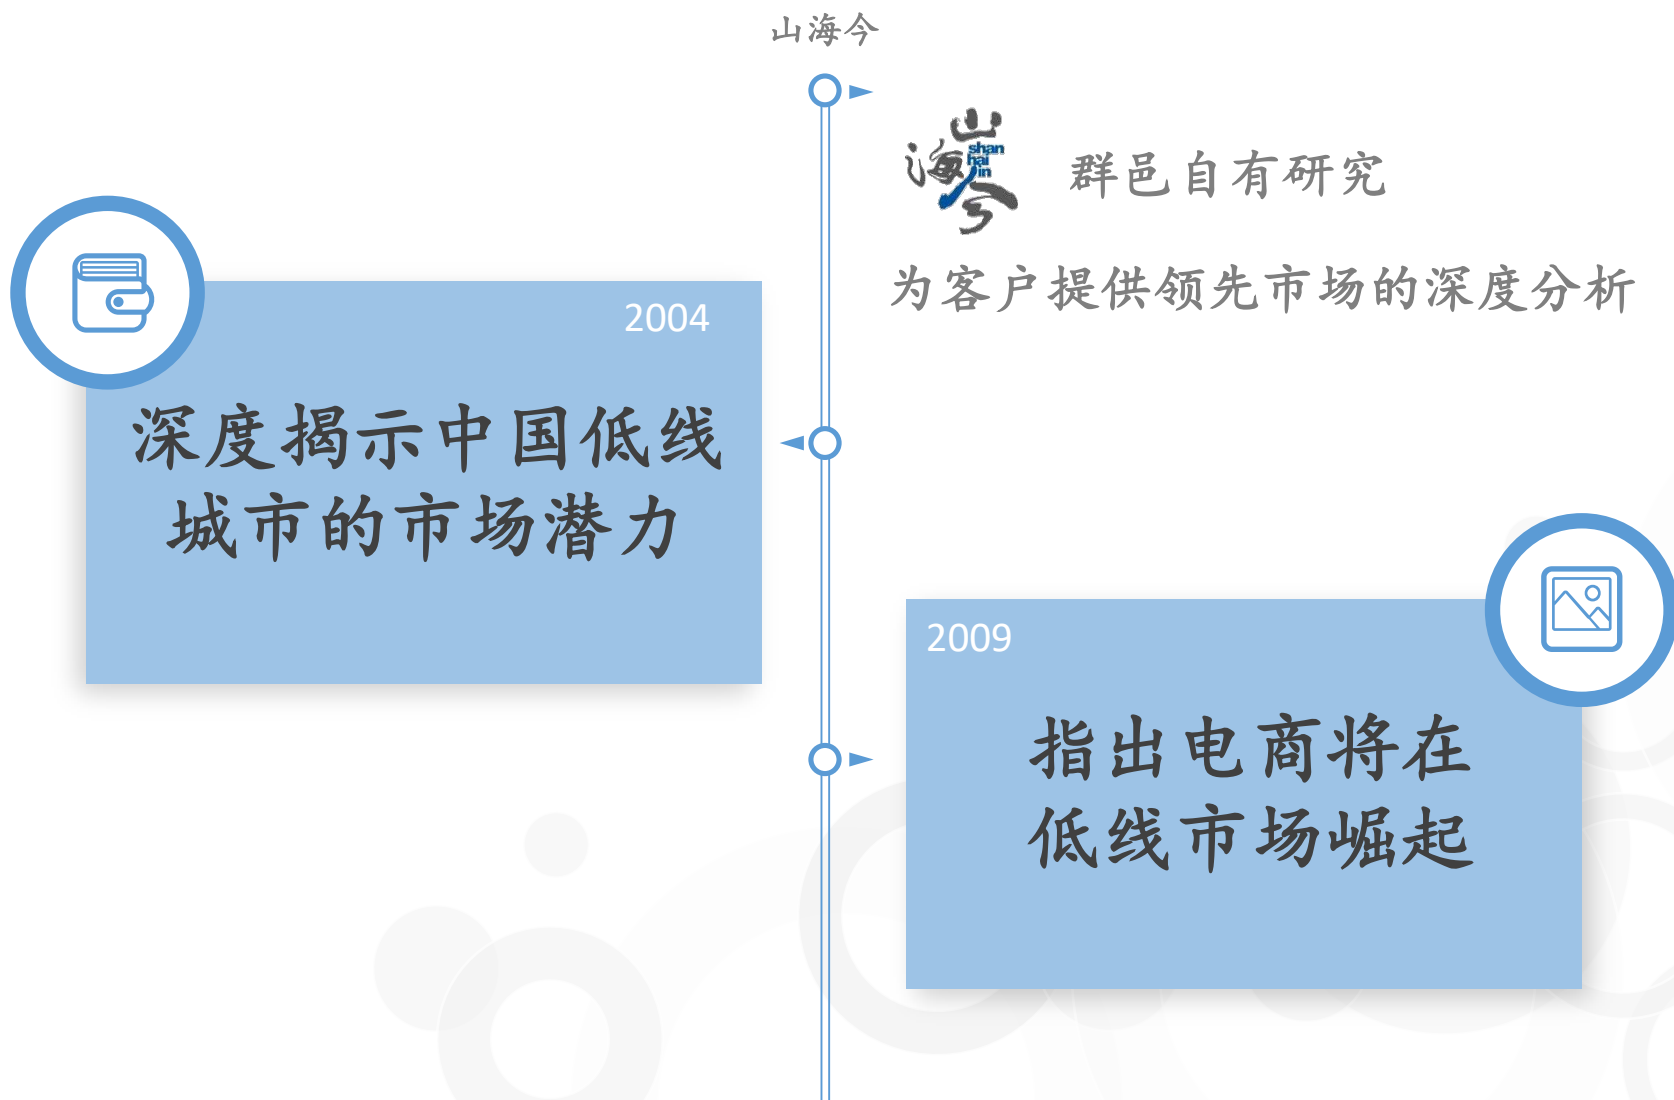 山海今
山海今
shan
hai
jin
群邑自有研究
为客户提供领先市场的深度分析
2004
深度揭示中国低线
城市的市场潜力
2009
指出电商将在
低线市场崛起